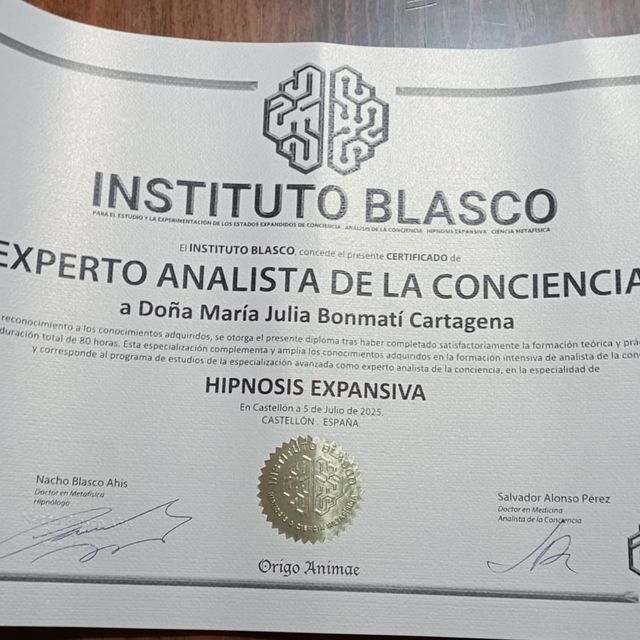 INSTITUTO BLASCO
PARA EL ESTUDIO Y LA EXPERIMENTACIÓN DE LOS ESTADOS EXPANDIDOS DE CONCIENCIA . ANÁLISIS DE LA CONCIENCIA . HIPNOSIS EXPANSIVA . CIENCIA METAFÍSICA
El INSTITUTO BLASCO, concede el presente CERTIFICADO de
EXPERTO ANALISTA DE LA CONCIENCIA
a Doña María Julia Bonmatí Cartagena
reconocimiento a los conocimientos adquiridos, se otorga el presente diploma tras haber completado satisfactoriamente la formación teórica y prá
duración total de 80 horas. Esta especialización complementa y amplia los conocimientos adquiridos en la formación intensiva de analista de la con
y corresponde al programa de estudios de la especialización avanzada como experto analista de la conciencia, en la especialidad de
HIPNOSIS EXPANSIVA
En Castellón a 5 de Julio de 2025.
CASTELLÓN . ESPAÑA.
INSTITUTO BLASCO
Nacho Blasco Ahis
Doctor en Metafísica
Hipnólogo
Salvador Alonso Pérez
Doctor en Medicina
Analista de la Conciencia
Origo Animae